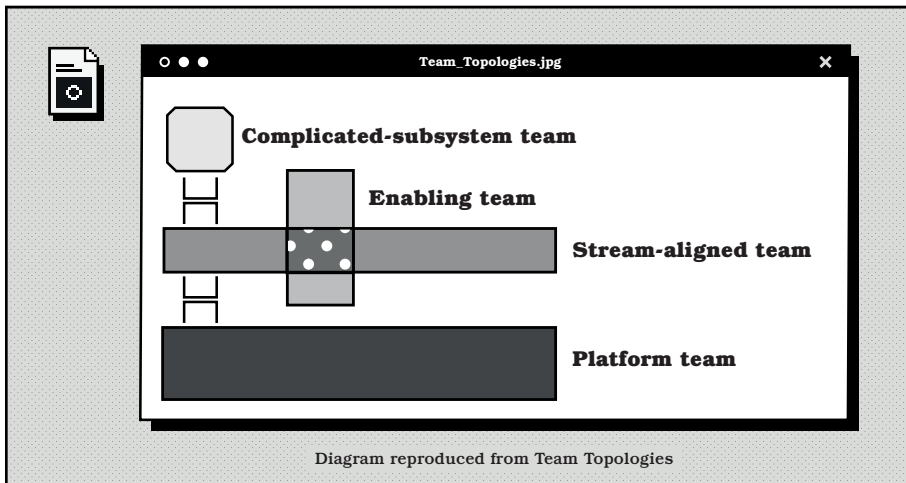 Team_Topologies.jpg
Complicated-subsystem team
Enabling team
Stream-aligned team
Platform team
Diagram reproduced from Team Topologies